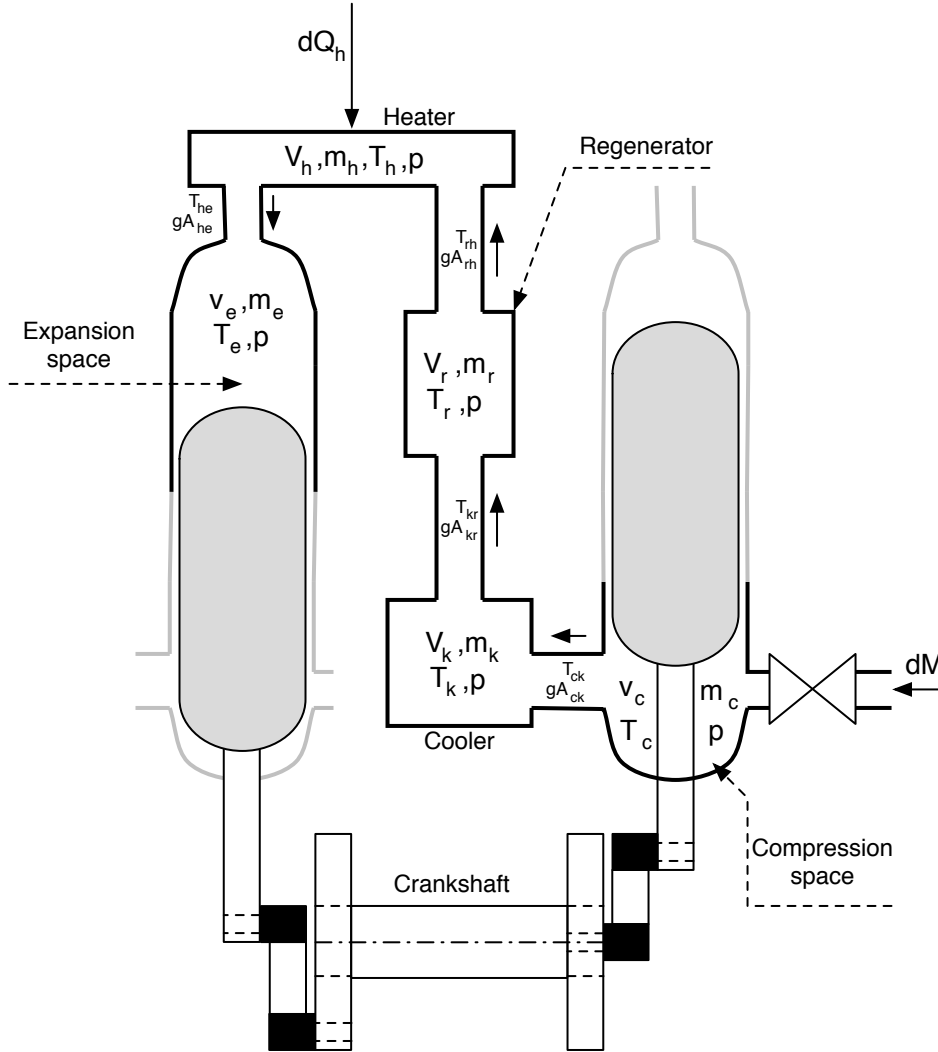 dQh
Heater
Vh,mh,Th,p
Regenerator
The
gAhe
Trh
gArh
ve,me
Te,p
Expansion
space
Vr,mr
Tr,p
Tkr
gAkr
Vk,mk
Tk,p
Tck
gAck
vc
mc
Tc
p
dM
Cooler
Crankshaft
Compression
space